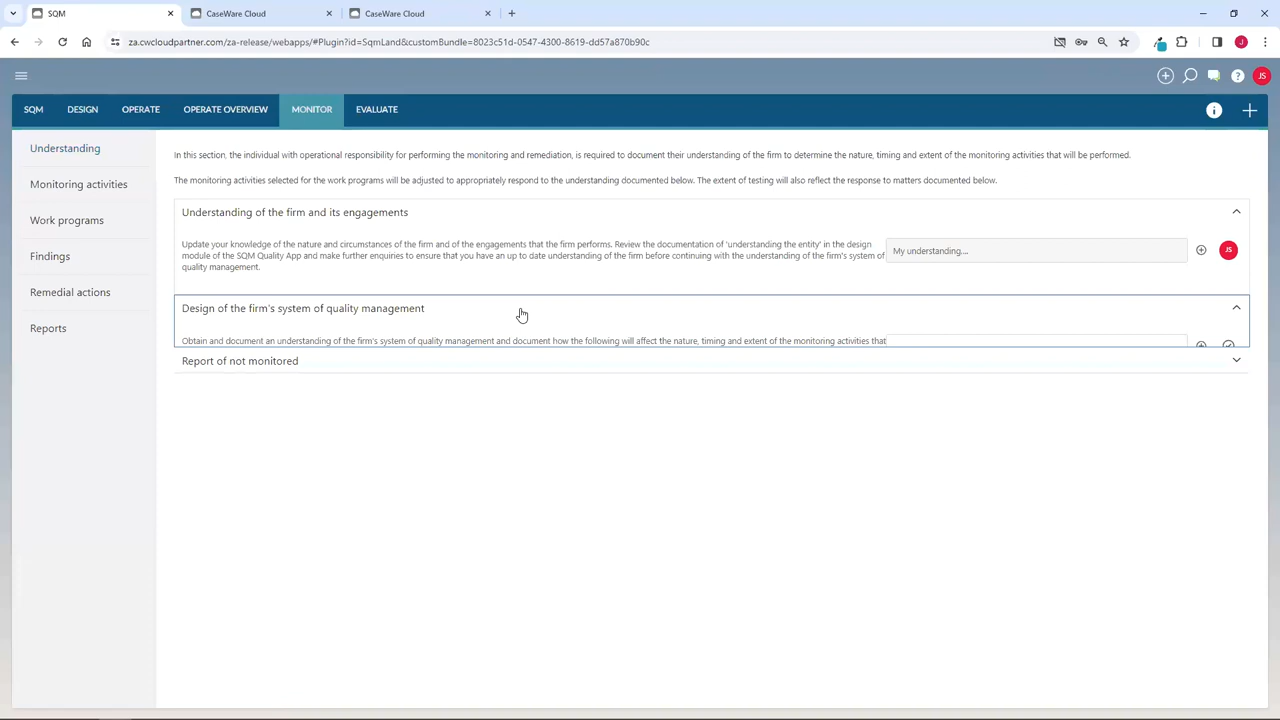 SQM
CaseWare Cloud
CaseWare Cloud
za.cwcloudpartner.com/za-release/webapps/#Plugin?id=SqmLand&customBundle=8023c51d-0547-4300-8619-dd57a870b90c
J
JS
SQM DESIGN OPERATE OPERATE OVERVIEW MONITOR EVALUATE
Understanding
Monitoring activities
Work programs
Findings
Remedial actions
Reports
In this section, the individual with operational responsibility for performing the monitoring and remediation, is required to document their understanding of the firm to determine the nature, timing and extent of the monitoring activities that will be performed.
The monitoring activities selected for the work programs will be adjusted to appropriately respond to the understanding documented below. The extent of testing will also reflect the response to matters documented below.
Understanding of the firm and its engagements
Update your knowledge of the nature and circumstances of the firm and of the engagements that the firm performs. Review the documentation of 'understanding the entity' in the design
module of the SQM Quality App and make further enquiries to ensure that you have an up to date understanding of the firm before continuing with the understanding of the firm's system of
quality management.
My understanding....
JS
Design of the firm's system of quality management
Obtain and document an understanding of the firm's system of quality management and document how the following will affect the nature, timing and extent of the monitoring activities that
Report of not monitored